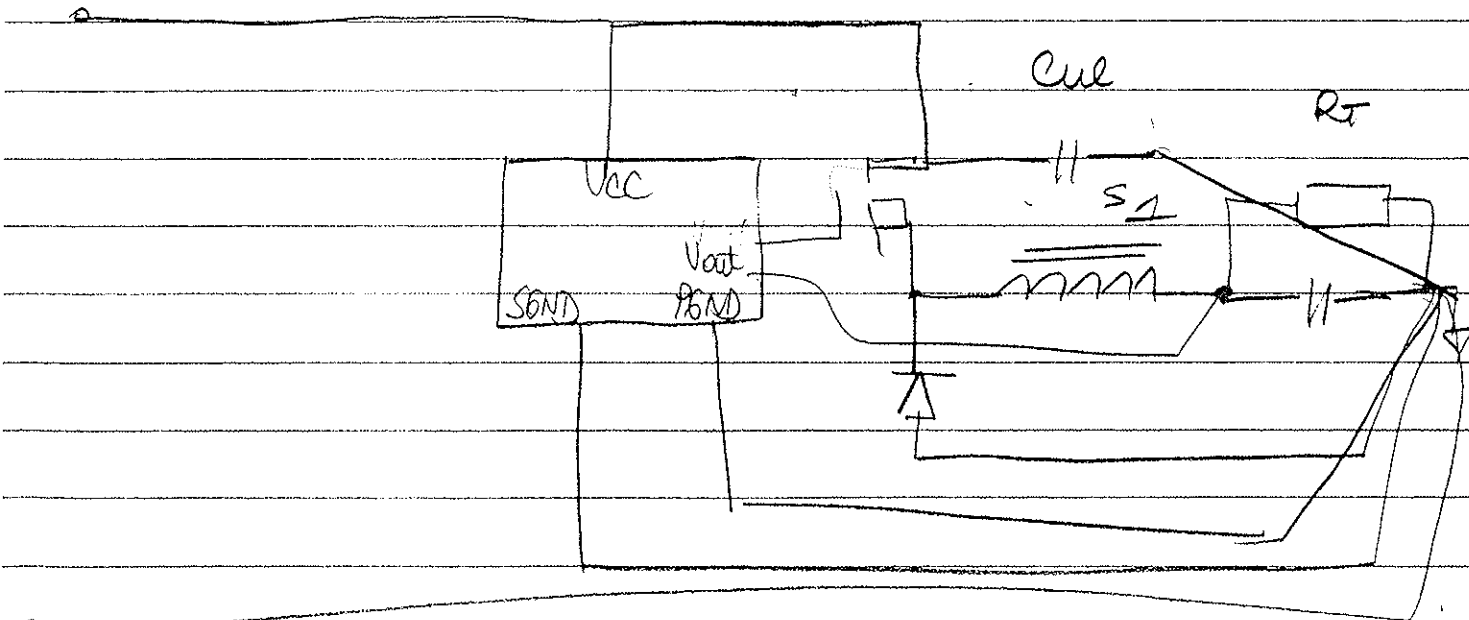 Cul
RT
VCC
S1
Vout
SGND PGND